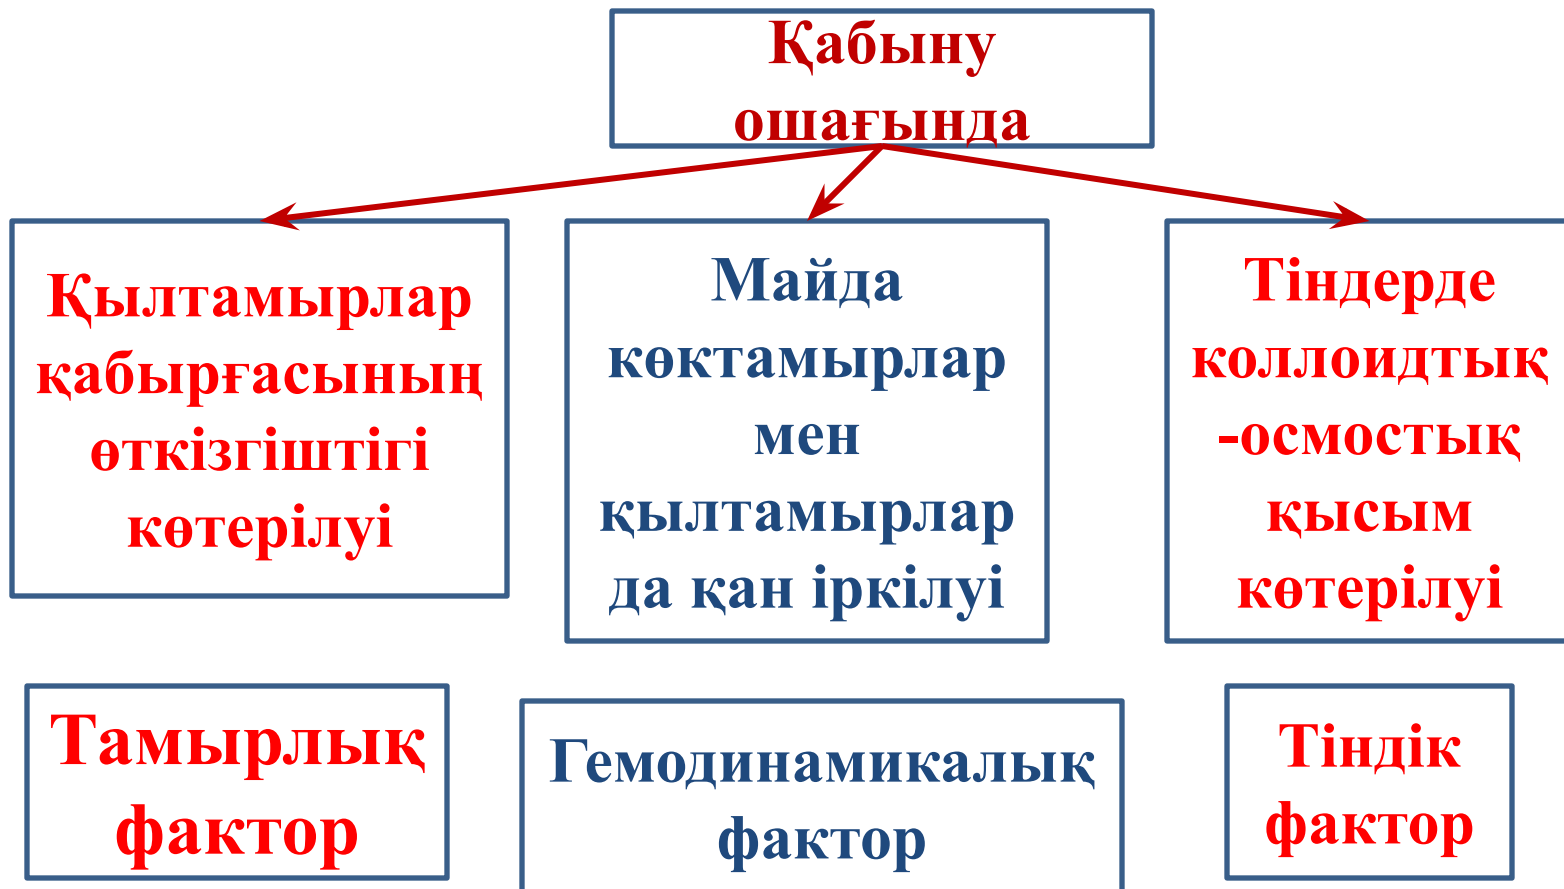 Қабыну
ошағында
Қылтамырлар
қабырғасының
өткізгіштігі
көтерілуі
Майда
көктамырлар
мен
қылтамырлар
да қан іркілуі
Тіндерде
коллоидтық
-осмостық
қысым
көтерілуі
Тамырлық
фактор
Гемодинамикалық
фактор
Тіндік
фактор